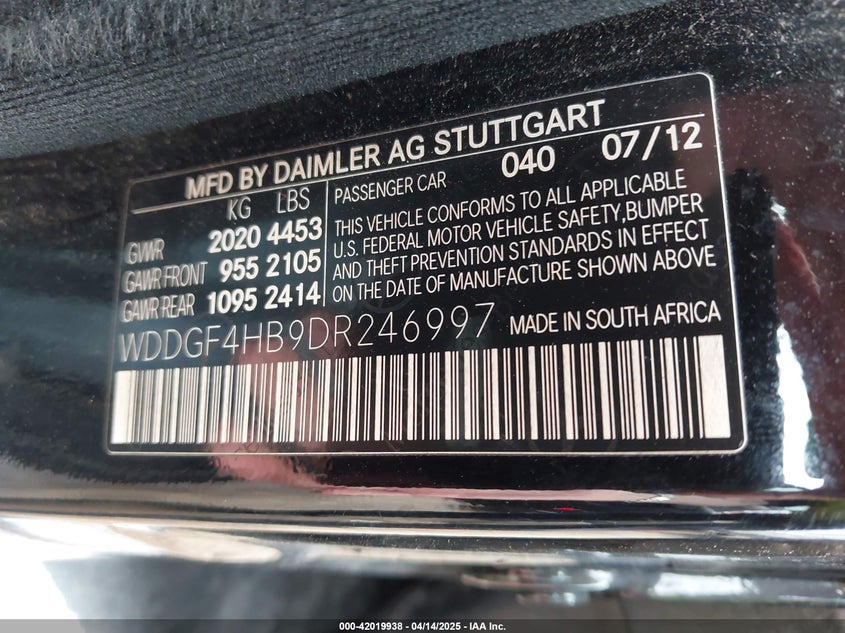 MFD BY DAIMLER AG STUTTGART
KG LBS
GVWR 2020 4453
GAWR FRONT 955 2105
GAWR REAR 1095 2414
PASSENGER CAR 040 07/12
THIS VEHICLE CONFORMS TO ALL APPLICABLE
U.S. FEDERAL MOTOR VEHICLE SAFETY,BUMPER
AND THEFT PREVENTION STANDARDS IN EFFECT
ON THE DATE OF MANUFACTURE SHOWN ABOVE
WDDGF4HB9DR246997 MADE IN SOUTH AFRICA
000-42019938 - 04/14/2025 - IAA Inc.